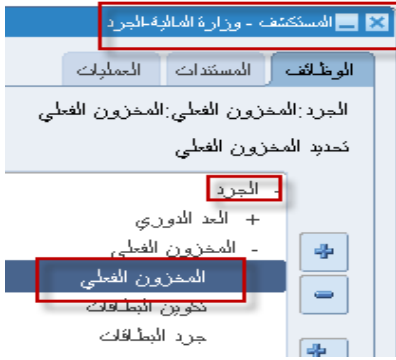 المستكشف - وزارة المالية-الجرد
الوظائف المستندات العمليات
الجرد:المخزون الفعلي:المخزون الفعلي
تحديد المخزون الفعلي
- الجرد
+ العد الدوري
- المخزون الفعلي
المخزون الفعلي
تكوين البطاقات
جرد البطاقات